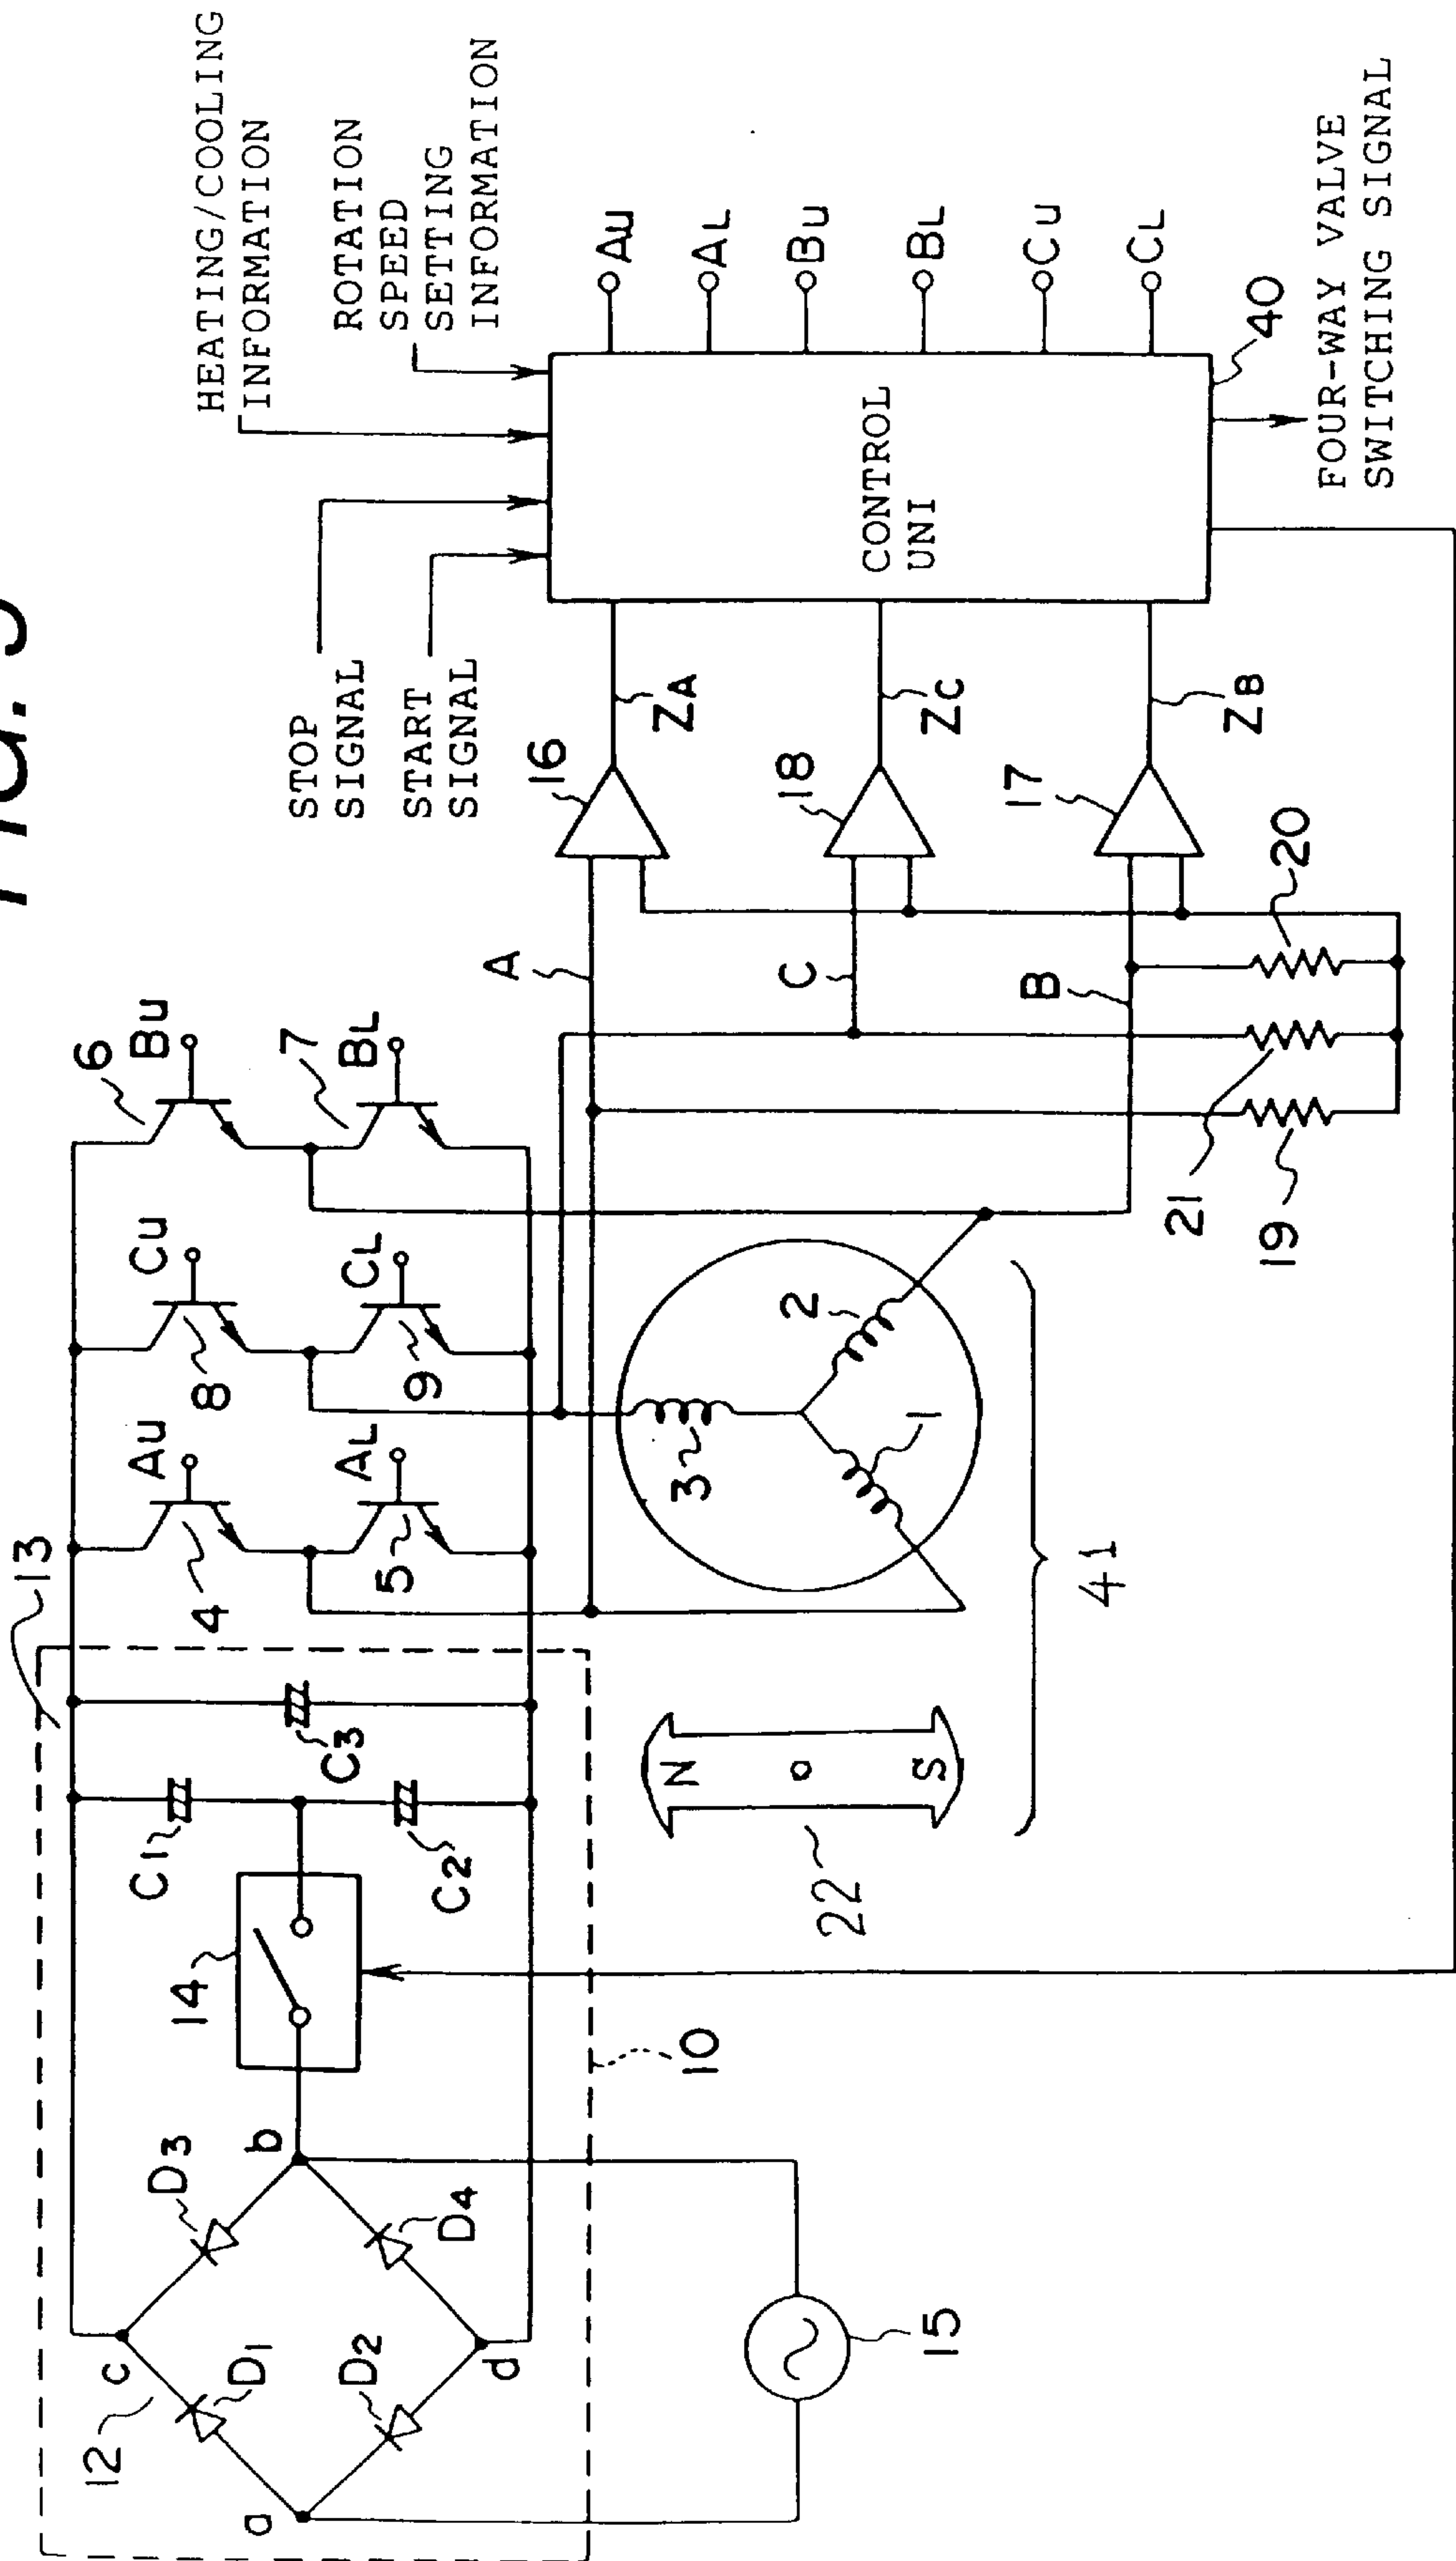 FIG.
13
12
a
c
D1
D2
d
D3
b
D4
14
C1
C2
C3
10
15
Au
4
AL
5
Cu
8
CL
9
6
Bu
7
BL
3
2
1
N
S
22
41
A
C
B
19
21
20
16
18
17
ZA
ZC
ZB
STOP
SIGNAL
START
SIGNAL
HEATING/COOLING
INFORMATION
ROTATION
SPEED
SETTING
INFORMATION
CONTROL
UNI
Au
AL
Bu
BL
Cu
CL
40
FOUR-WAY VALVE
SWITCHING SIGNAL